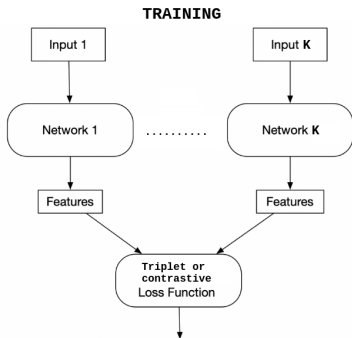 TRAINING
Input 1
Input K
Network 1
..........
Network K
Features
Features
Triplet or
contrastive
Loss Function